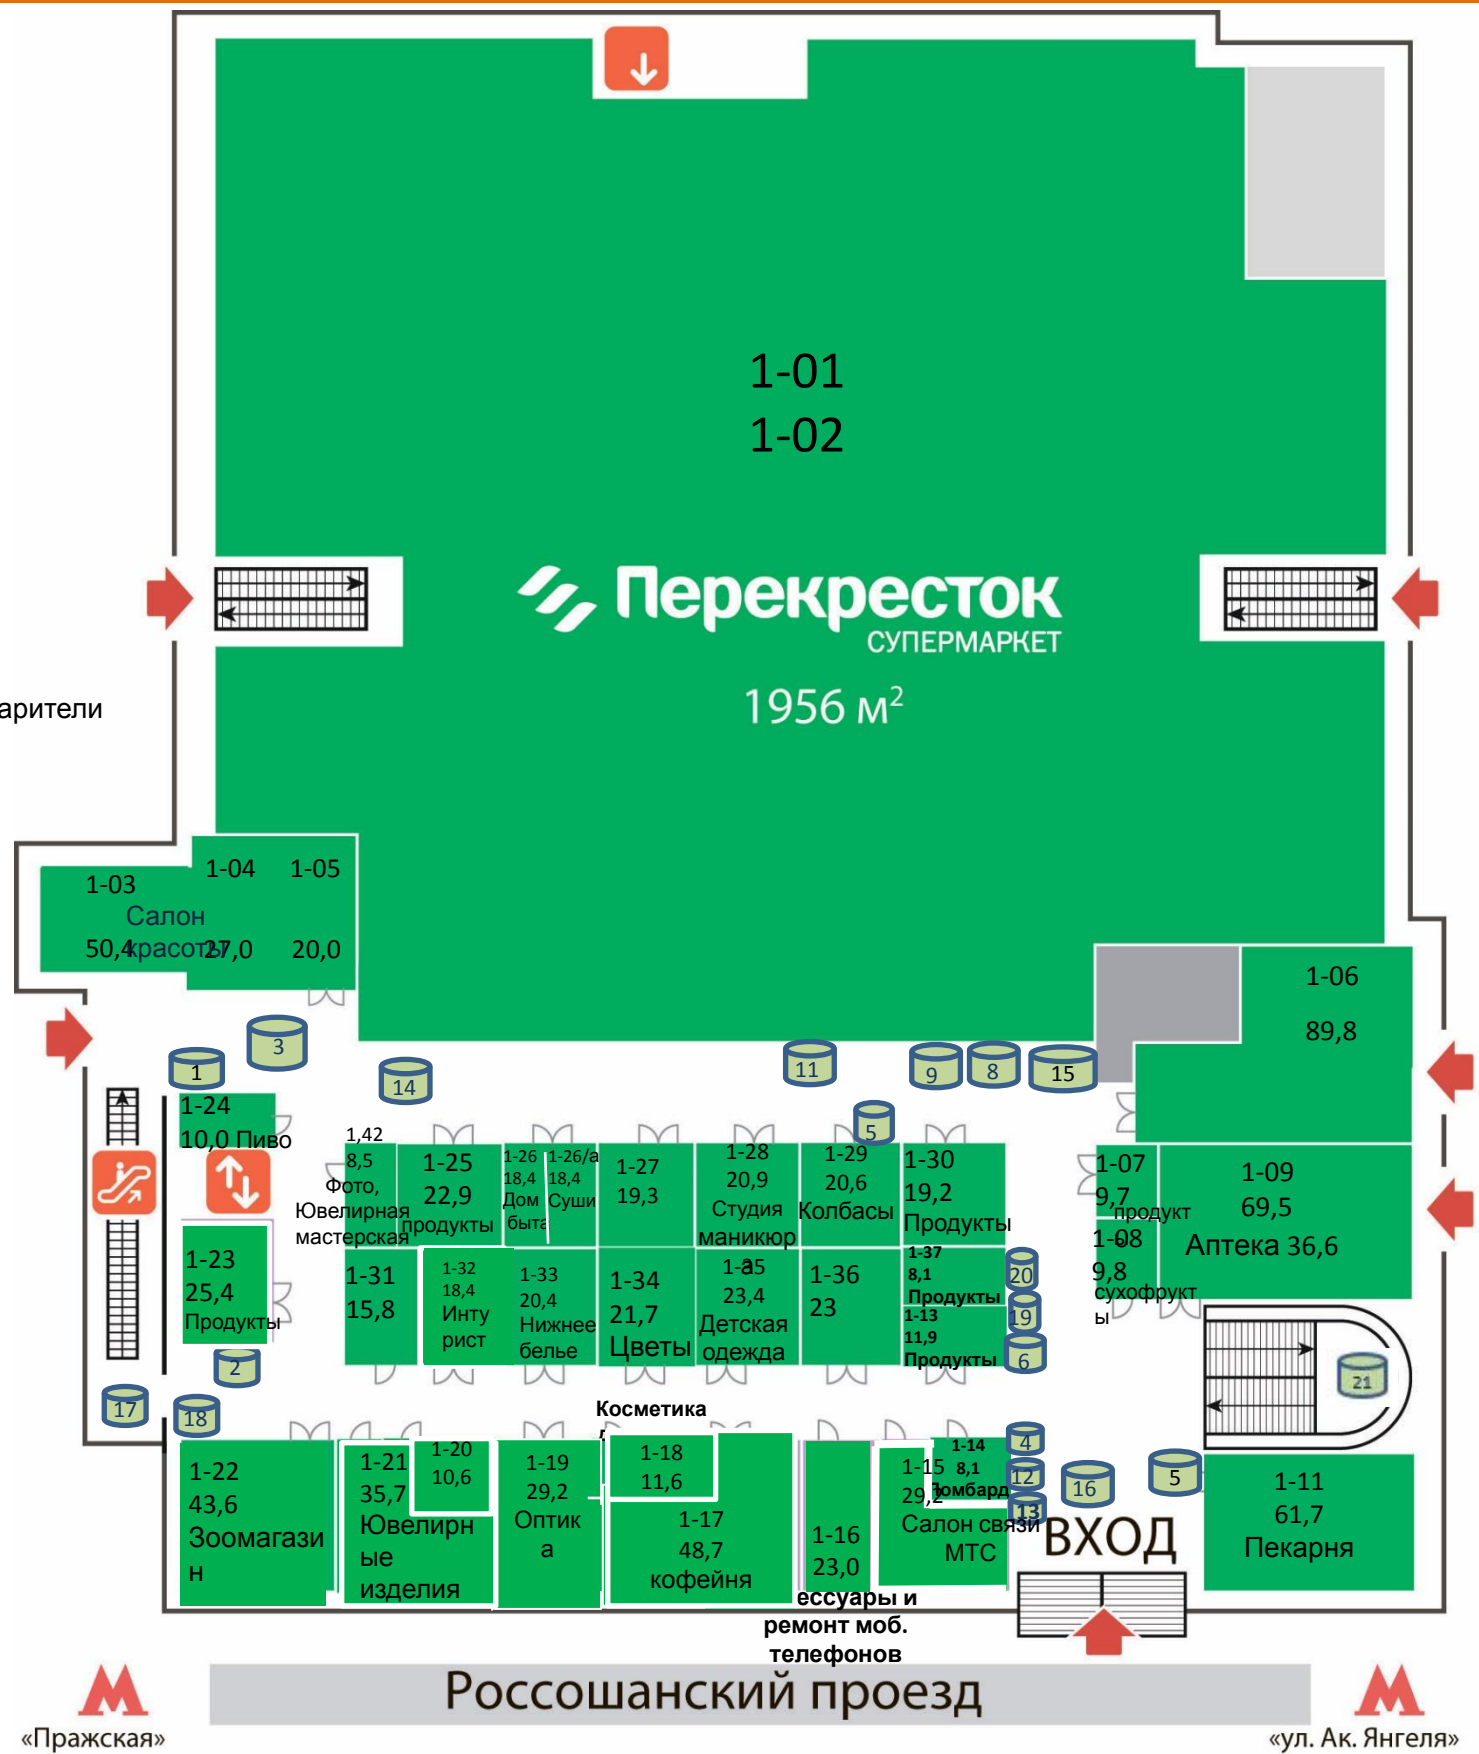 1-01
1-02
Перекресток
СУПЕРМАРКЕТ
1956 м²
арители
1-03
50,4
1-04
27,0
1-05
20,0
Салон
красоты
1-06
89,8
3
1
14
11
9
8
15
5
1-24
10,0 Пиво
1,42
8,5
Фото,
Ювелирная
мастерская
1-25
22,9
продукты
1-26
18,4
Дом
быта
1-26/а
18,4
Суши
1-27
19,3
1-28
20,9
Студия
маникюр
а
1-29
20,6
Колбасы
1-30
19,2
Продукты
1-07
9,7
продукт
1-08
9,8
сухофрукт
ы
1-09
69,5
Аптека 36,6
1-23
25,4
Продукты
1-31
15,8
1-32
18,4
Инту
рист
1-33
20,4
Нижнее
белье
1-34
21,7
Цветы
1-35
23,4
Детская
одежда
1-36
23
1-37
8,1
Продукты
1-13
11,9
Продукты
20
19
6
2
17
18
21
Косметика
1-22
43,6
Зоомагази
н
1-21
35,7
Ювелирн
ые
изделия
1-20
10,6
1-19
29,2
Оптик
а
1-18
11,6
1-17
48,7
кофейня
1-16
23,0
ессуары и
ремонт моб.
телефонов
1-15
29,2
Салон связи
МТС
1-14
8,1
Ломбард
4
12
13
16
5
ВХОД
1-11
61,7
Пекарня
Россошанский проезд
«Пражская»
«ул. Ак. Янгеля»